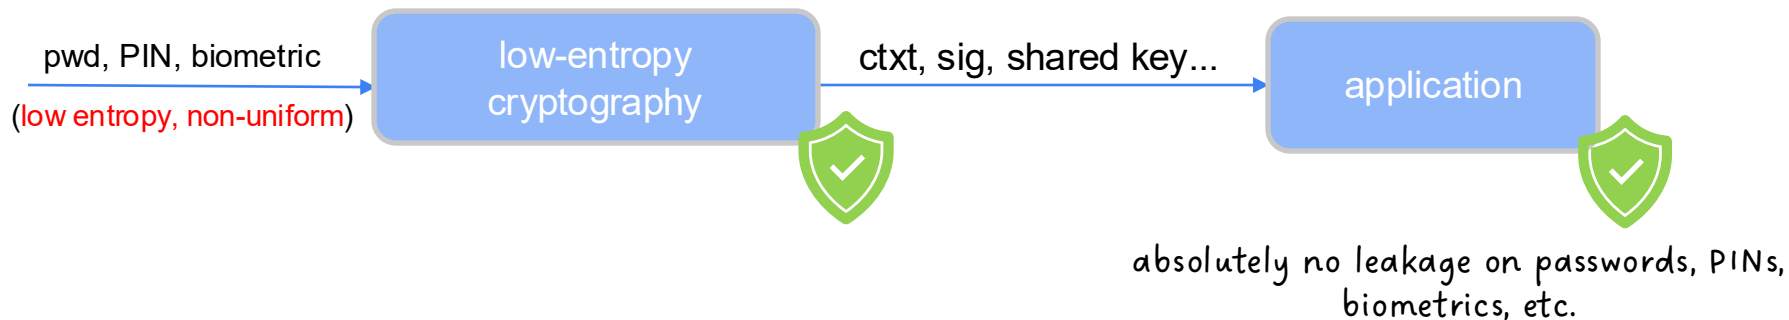 pwd, PIN, biometric
(low entropy, non-uniform)
low-entropy
cryptography
ctxt, sig, shared key...
application
absolutely no leakage on passwords, PINs,
biometrics, etc.